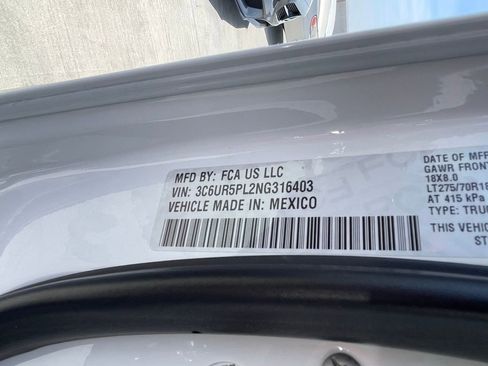 MFD BY: FCA US LLC
VIN: 3C6UR5PL2NG316403
VEHICLE MADE IN: MEXICO
DATE OF MFR
GAWR FRONT
18X8.0
LT275/70R18
AT 415 kPa
TYPE: TRUC
THIS VEHIC
ST